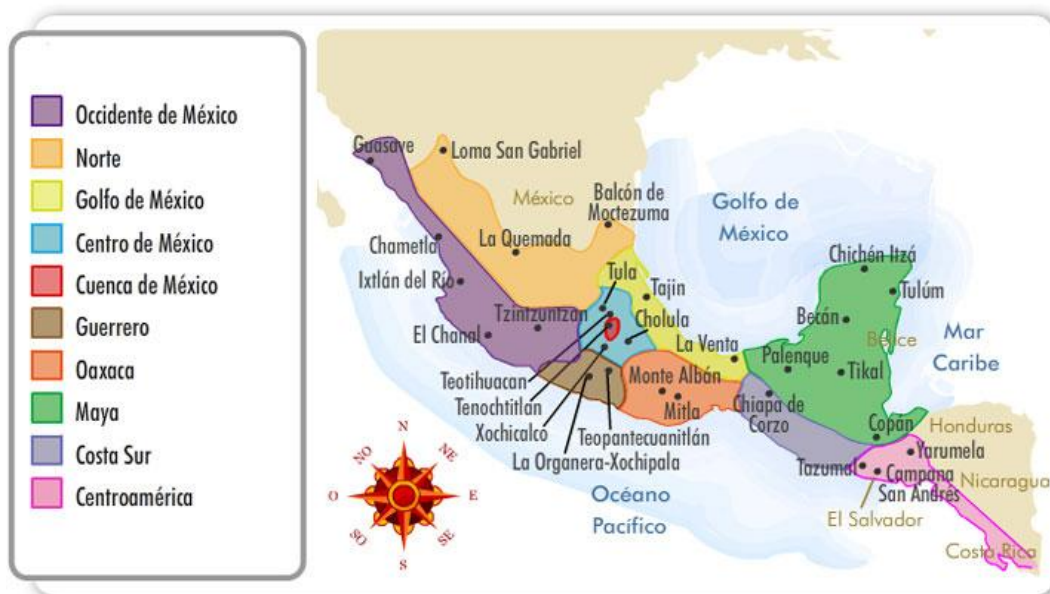 Occidente de México
Norte
Golfo de México
Centro de México
Cuenca de México
Guerrero
Oaxaca
Maya
Costa Sur
Centroamérica
Guasave
Loma San Gabriel
México
Balcón de
Moctezuma
Golfo de
México
Chametla
La Quemada
Chichén Itzá
Ixtlán del Río
Tula
Tajin
Tulúm
Tzintzuntzan
Cholula
Becán
El Chanal
La Venta
Belice
Mar
Caribe
Palenque
Tikal
Teotihuacan
Monte Albán
Tenochtitlán
Mitla
Chiapa de
Corzo
Xochicalco
Teopantecuanitlán
Copán
Honduras
La Organera-Xochipala
Yarumela
Tazumal
Campana
Nicaragua
San Andrés
Océano
Pacífico
El Salvador
Costa Rica
N
NO
NE
O
E
SO
SE
S